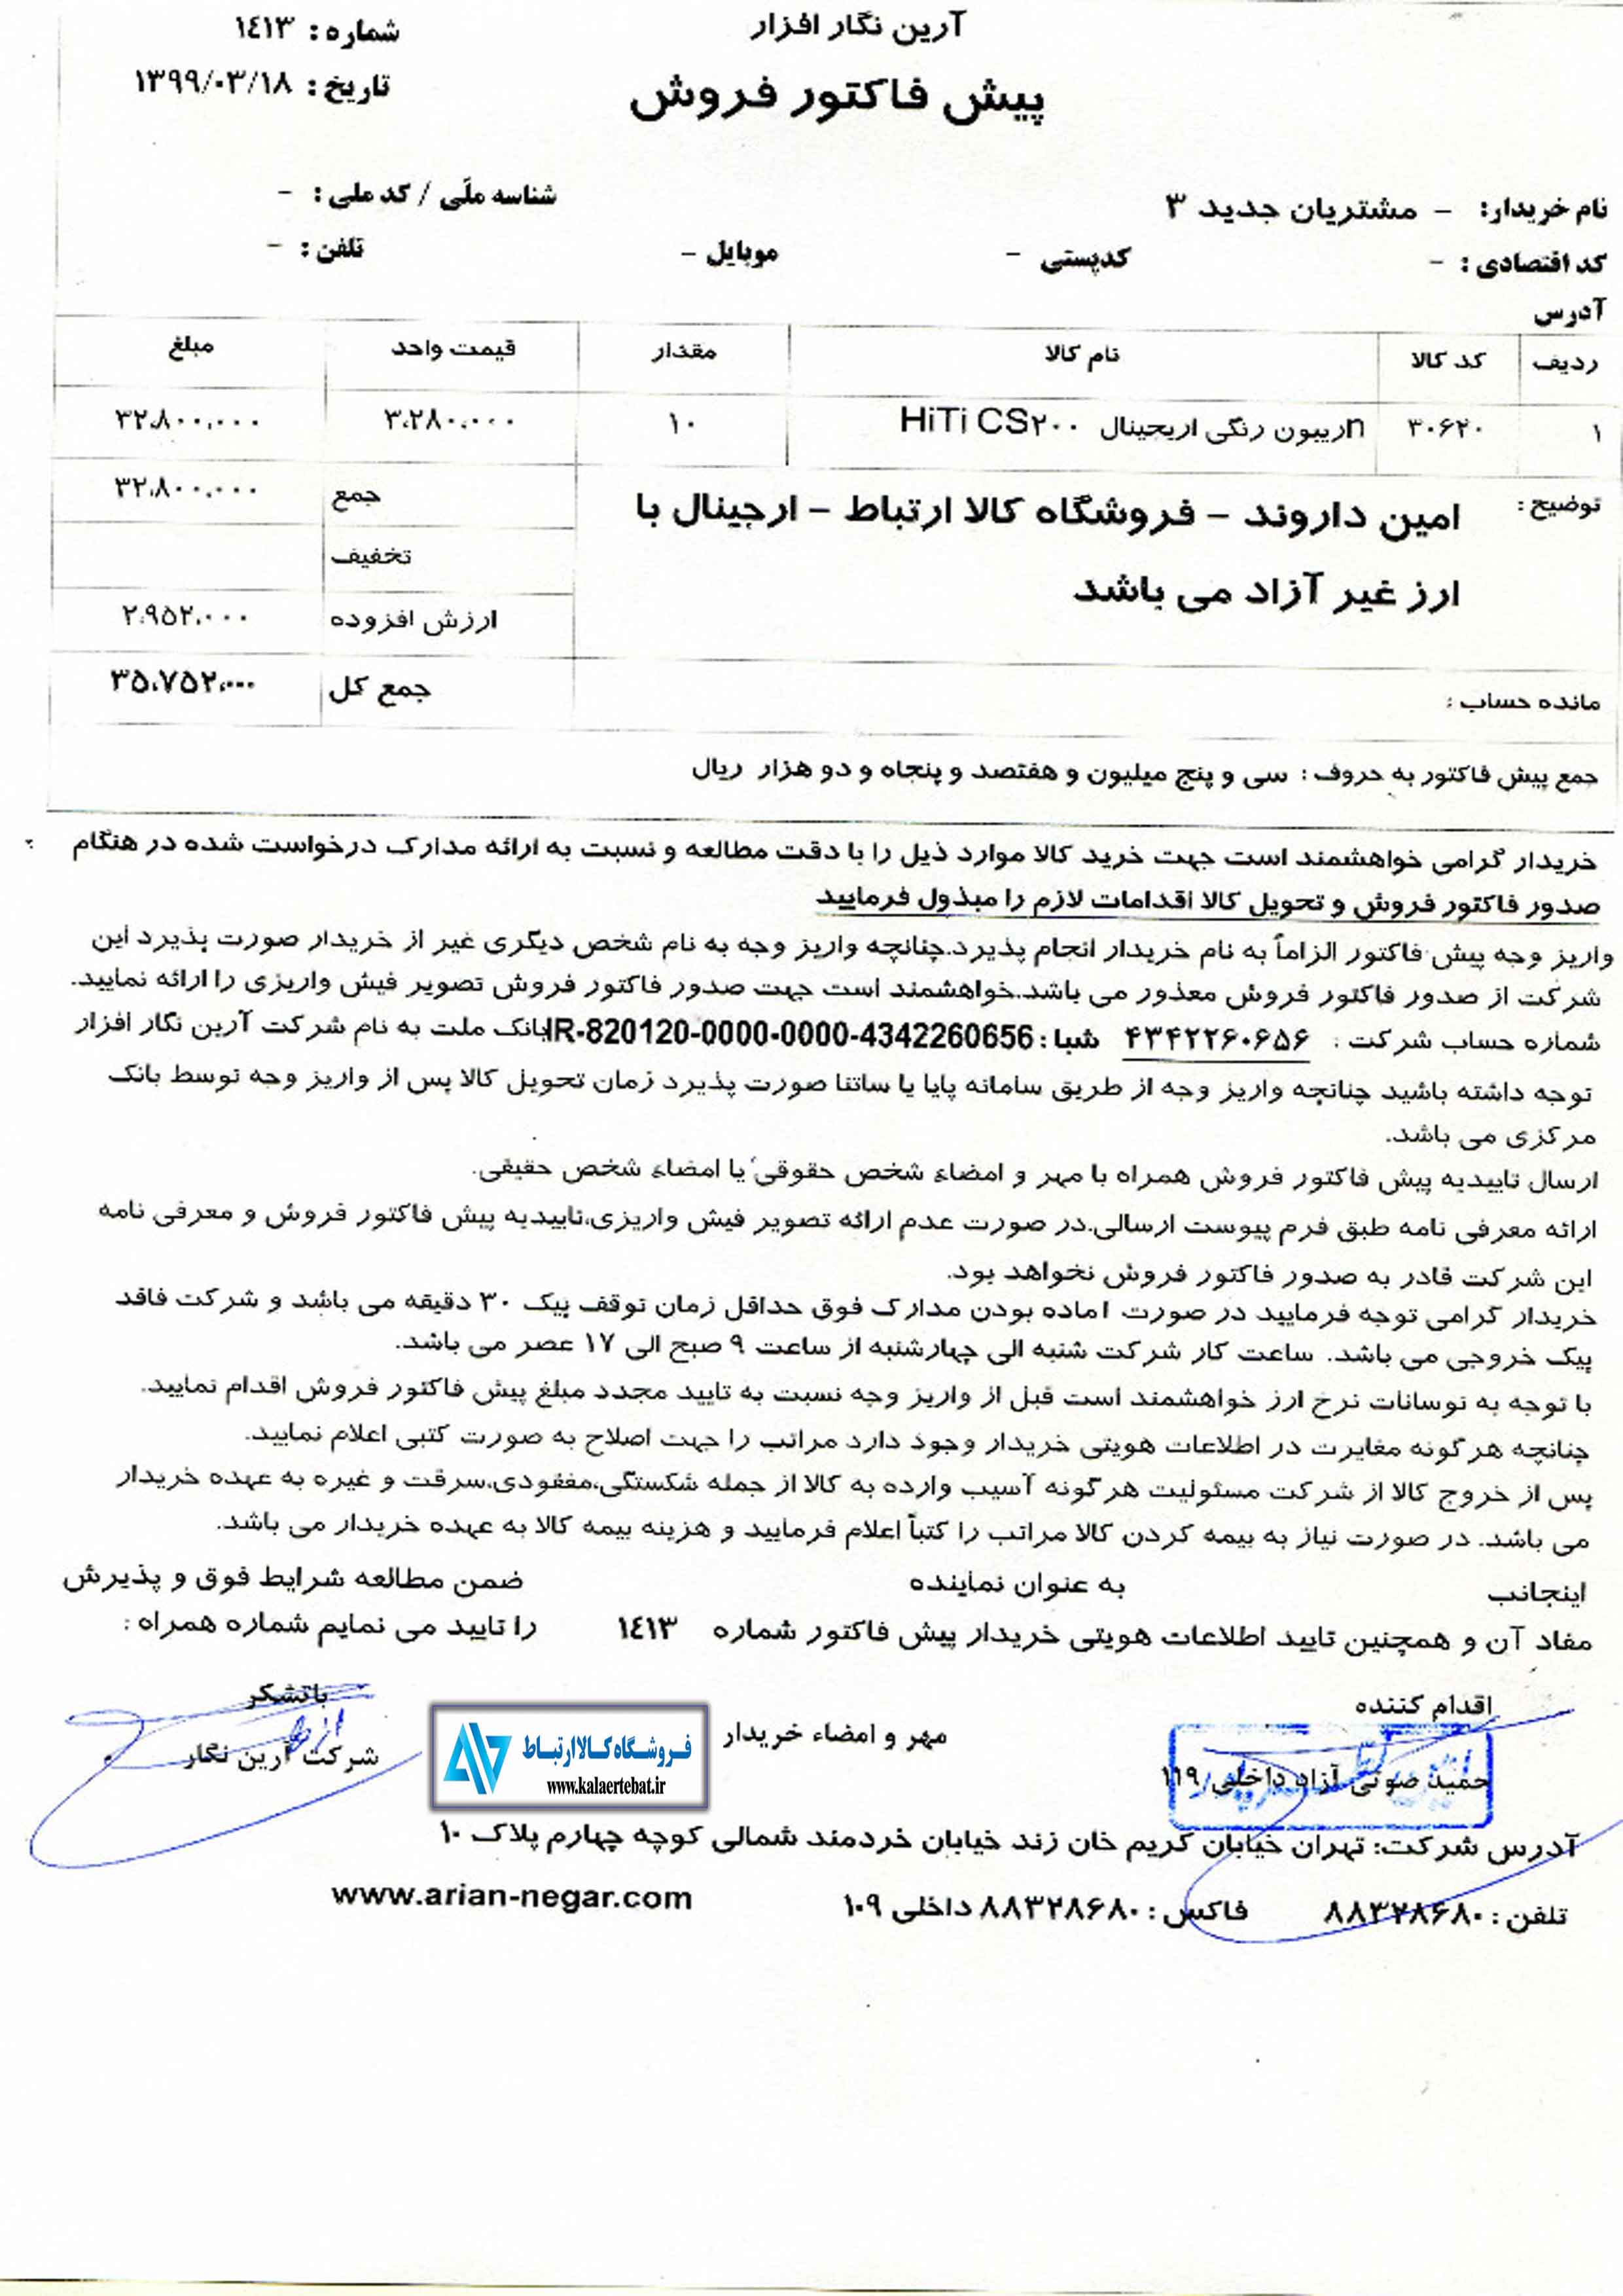 آرین نگار افزار
شماره : ۱٤۱۳
پیش فاکتور فروش
تاریخ : ۱۳۹۹/۰۳/۱۸
نام خریدار: - مشتریان جدید ۳
شناسه ملّی / کد ملی : -
کد اقتصادی : - کدپستی - موبایل - تلفن : -
آدرس
ردیف کد کالا نام کالا مقدار قیمت واحد مبلغ
۱ ۳۰۶۲۰ nریبون رنگی اریجینال HiTi CS۲۰۰ ۱۰ ۳،۲۸۰،۰۰۰ ۳۲،۸۰۰،۰۰۰
توضیح : امین داروند - فروشگاه کالا ارتباط - ارجینال با
ارز غیر آزاد می باشد
جمع ۳۲،۸۰۰،۰۰۰
تخفیف
ارزش افزوده ۲،۹۵۲،۰۰۰
مانده حساب : جمع کل ۳۵،۷۵۲،۰۰۰
جمع پیش فاکتور به حروف : سی و پنج میلیون و هفتصد و پنجاه و دو هزار ریال
خریدار گرامی خواهشمند است جهت خرید کالا موارد ذیل را با دقت مطالعه و نسبت به ارائه مدارک درخواست شده در هنگام
صدور فاکتور فروش و تحویل کالا اقدامات لازم را مبذول فرمایید
واریز وجه پیش فاکتور الزاماً به نام خریدار انجام پذیرد.چنانچه واریز وجه به نام شخص دیگری غیر از خریدار صورت پذیرد این
شرکت از صدور فاکتور فروش معذور می باشد.خواهشمند است جهت صدور فاکتور فروش تصویر فیش واریزی را ارائه نمایید.
شماره حساب شرکت : ۴۳۴۲۲۶۰۶۵۶ شبا : IR-820120-0000-0000-4342260656بانک ملت به نام شرکت آرین نگار افزار
توجه داشته باشید چنانچه واریز وجه از طریق سامانه پایا یا ساتنا صورت پذیرد زمان تحویل کالا پس از واریز وجه توسط بانک
مرکزی می باشد.
ارسال تاییدیه پیش فاکتور فروش همراه با مهر و امضاء شخص حقوقی یا امضاء شخص حقیقی.
ارائه معرفی نامه طبق فرم پیوست ارسالی.در صورت عدم ارائه تصویر فیش واریزی،تاییدیه پیش فاکتور فروش و معرفی نامه
این شرکت قادر به صدور فاکتور فروش نخواهد بود.
خریدار گرامی توجه فرمایید در صورت اماده بودن مدارک فوق حداقل زمان توقف پیک ۳۰ دقیقه می باشد و شرکت فاقد
پیک خروجی می باشد. ساعت کار شرکت شنبه الی چهارشنبه از ساعت ۹ صبح الی ۱۷ عصر می باشد.
با توجه به نوسانات نرخ ارز خواهشمند است قبل از واریز وجه نسبت به تایید مجدد مبلغ پیش فاکتور فروش اقدام نمایید.
چنانچه هرگونه مغایرت در اطلاعات هویتی خریدار وجود دارد مراتب را جهت اصلاح به صورت کتبی اعلام نمایید.
پس از خروج کالا از شرکت مسئولیت هرگونه آسیب وارده به کالا از جمله شکستگی،مفقودی،سرقت و غیره به عهده خریدار
می باشد. در صورت نیاز به بیمه کردن کالا مراتب را کتباً اعلام فرمایید و هزینه بیمه کالا به عهده خریدار می باشد.
اینجانب به عنوان نماینده ضمن مطالعه شرایط فوق و پذیرش
مفاد آن و همچنین تایید اطلاعات هویتی خریدار پیش فاکتور شماره ۱٤۱۳ را تایید می نمایم شماره همراه :
اقدام کننده مهر و امضاء خریدار باتشکر
حمید صوتی آزاد داخلی ۱۱۹ شرکت آرین نگار
فروشگاه کالا ارتباط
www.kalaertebat.ir
آدرس شرکت: تهران خیابان کریم خان زند خیابان خردمند شمالی کوچه چهارم پلاک ۱۰
تلفن : ۸۸۳۲۸۶۸۰ فاکس : ۸۸۳۲۸۶۸۰ داخلی ۱۰۹ www.arian-negar.com